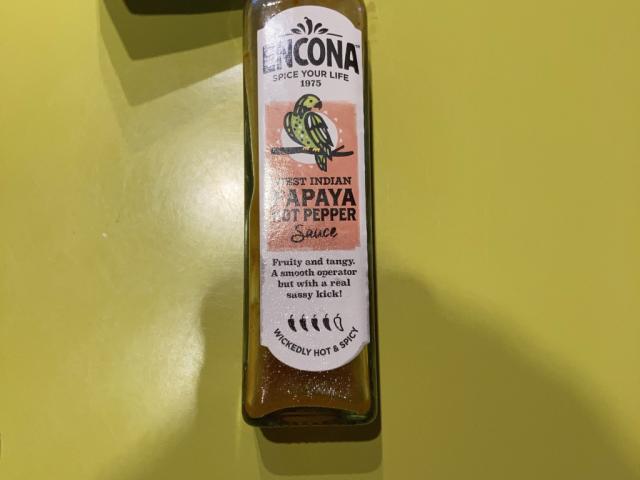 ENCONA
SPICE YOUR LIFE
1975
WEST INDIAN
PAPAYA
HOT PEPPER
Sauce
Fruity and tangy.
A smooth operator
but with a real
sassy kick!
WICKEDLY HOT & SPICY